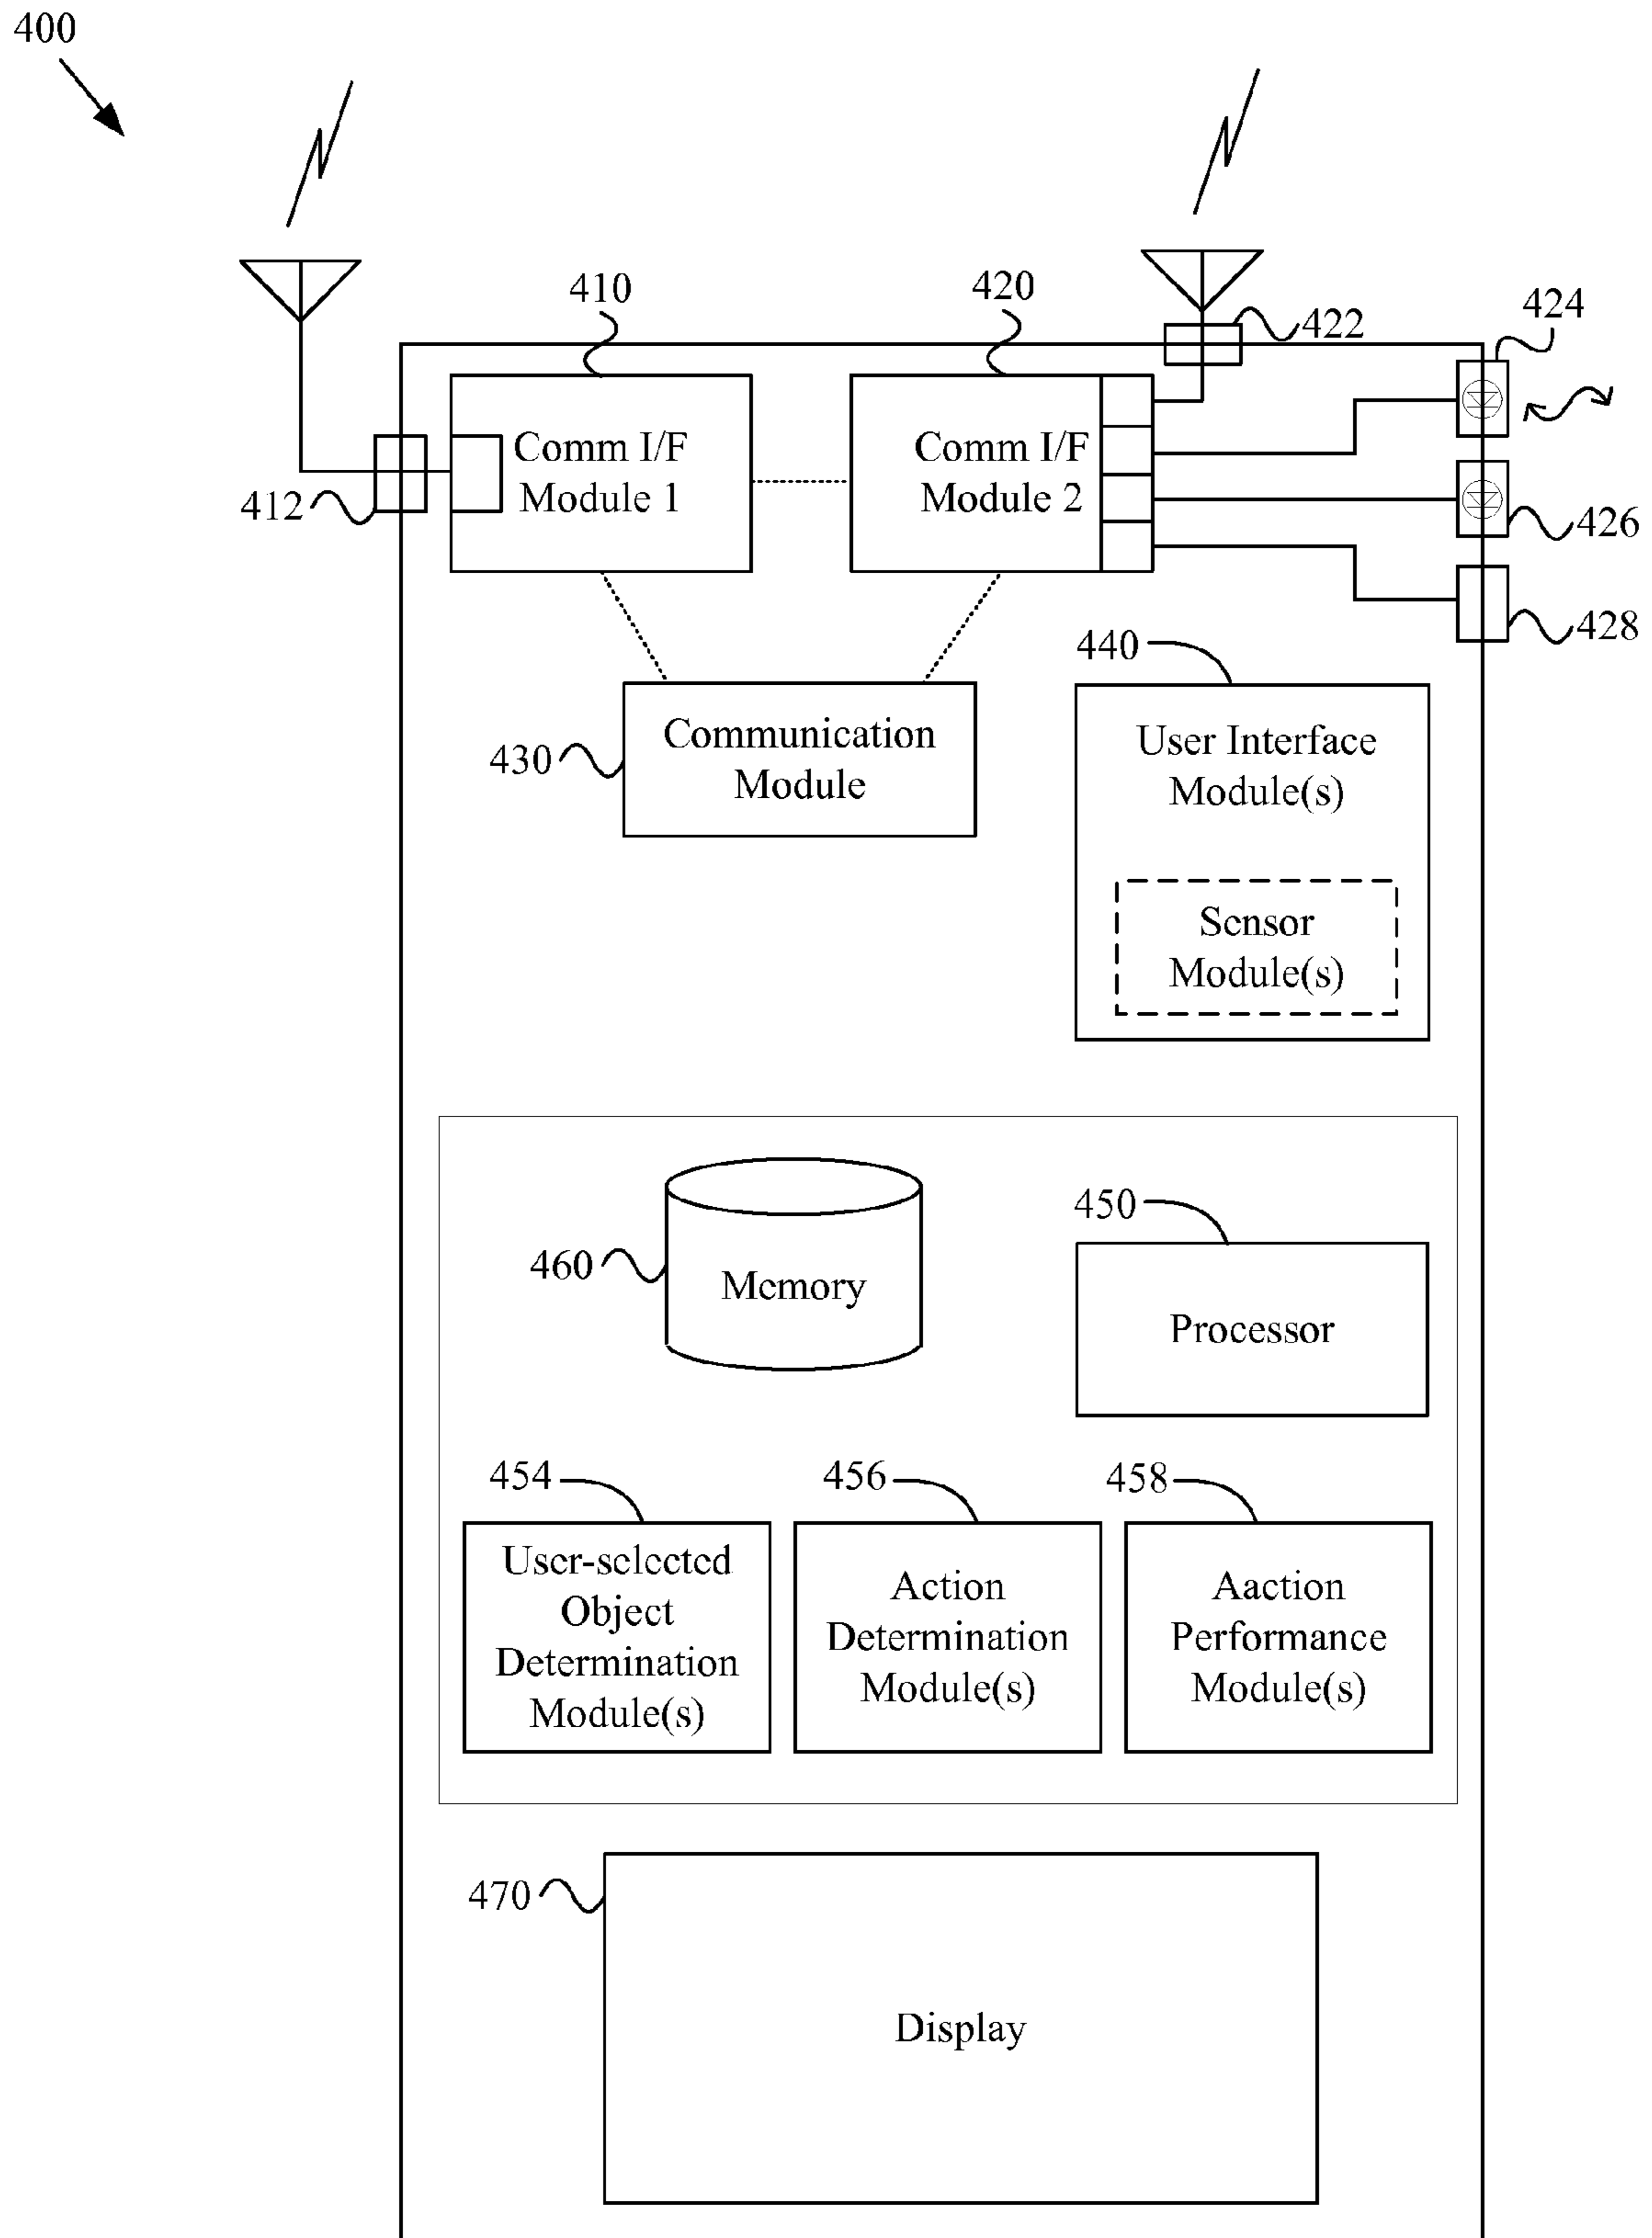 400
410
420
422
424
Comm I/F
Module 1
Comm I/F
Module 2
412
426
428
440
430
Communication
Module
User Interface
Module(s)
Sensor
Module(s)
460
Memory
450
Processor
454
456
458
User-selected
Object
Determination
Module(s)
Action
Determination
Module(s)
Aaction
Performance
Module(s)
470
Display